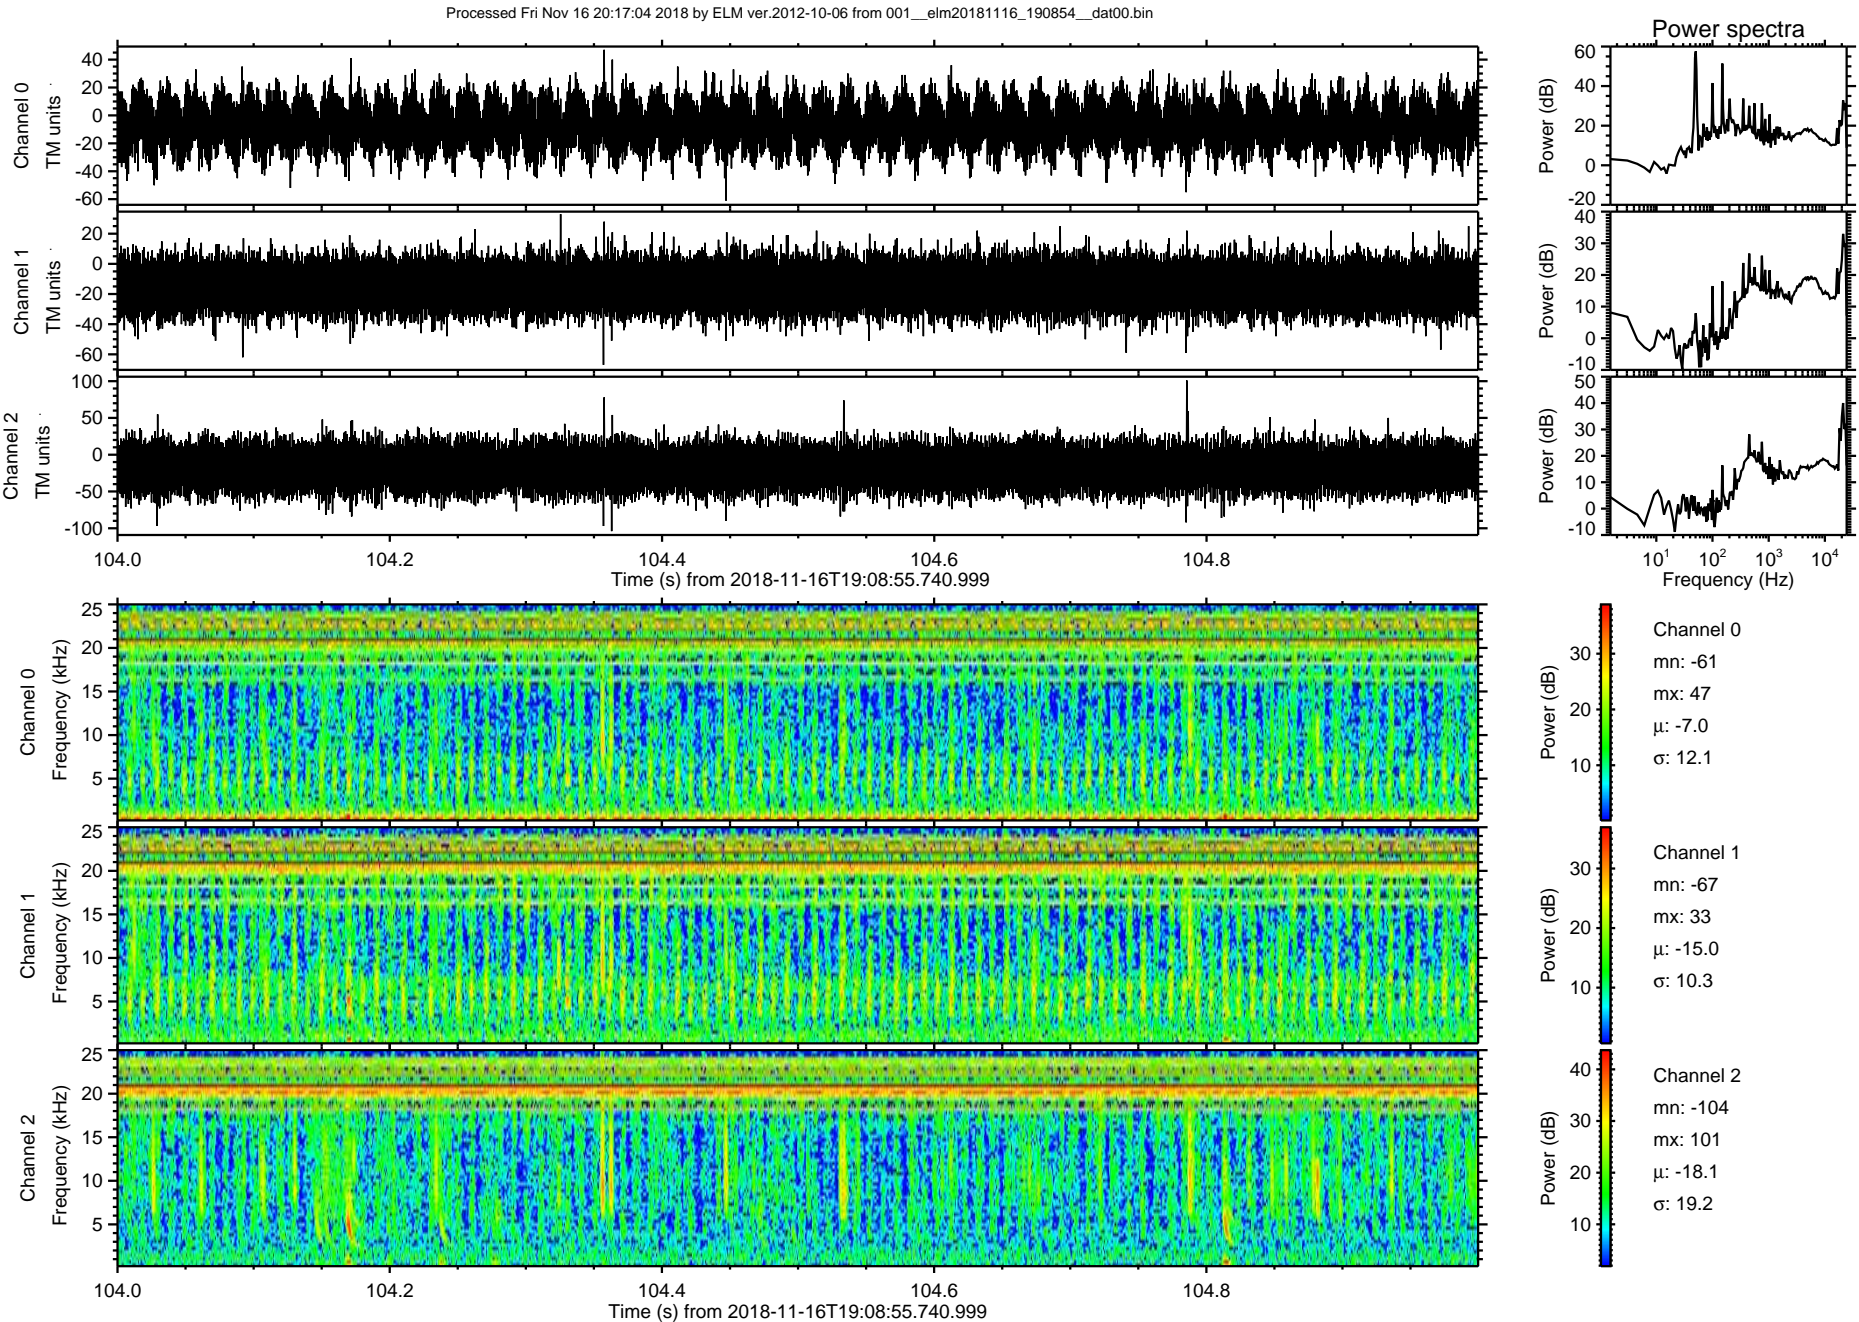 Processed Fri Nov 16 20:17:04 2018 by ELM ver.2012-10-06 from 001__elm20181116_190854__dat00.bin
Power spectra
Channel 0
TM units
40
20
0
-20
-40
-60
Power (dB)
60
40
20
0
-20
Channel 1
TM units
20
0
-20
-40
-60
Power (dB)
40
30
20
10
0
-10
Channel 2
TM units
100
50
0
-50
-100
Power (dB)
50
40
30
20
10
0
-10
104.0 104.2 104.4 104.6 104.8
Time (s) from 2018-11-16T19:08:55.740.999
10^1 10^2 10^3 10^4
Frequency (Hz)
Channel 0
Frequency (kHz)
25
20
15
10
5
Power (dB)
30
20
10
Channel 0
mn: -61
mx: 47
μ: -7.0
σ: 12.1
Channel 1
Frequency (kHz)
25
20
15
10
5
Power (dB)
30
20
10
Channel 1
mn: -67
mx: 33
μ: -15.0
σ: 10.3
Channel 2
Frequency (kHz)
25
20
15
10
5
Power (dB)
40
30
20
10
Channel 2
mn: -104
mx: 101
μ: -18.1
σ: 19.2
104.0 104.2 104.4 104.6 104.8
Time (s) from 2018-11-16T19:08:55.740.999